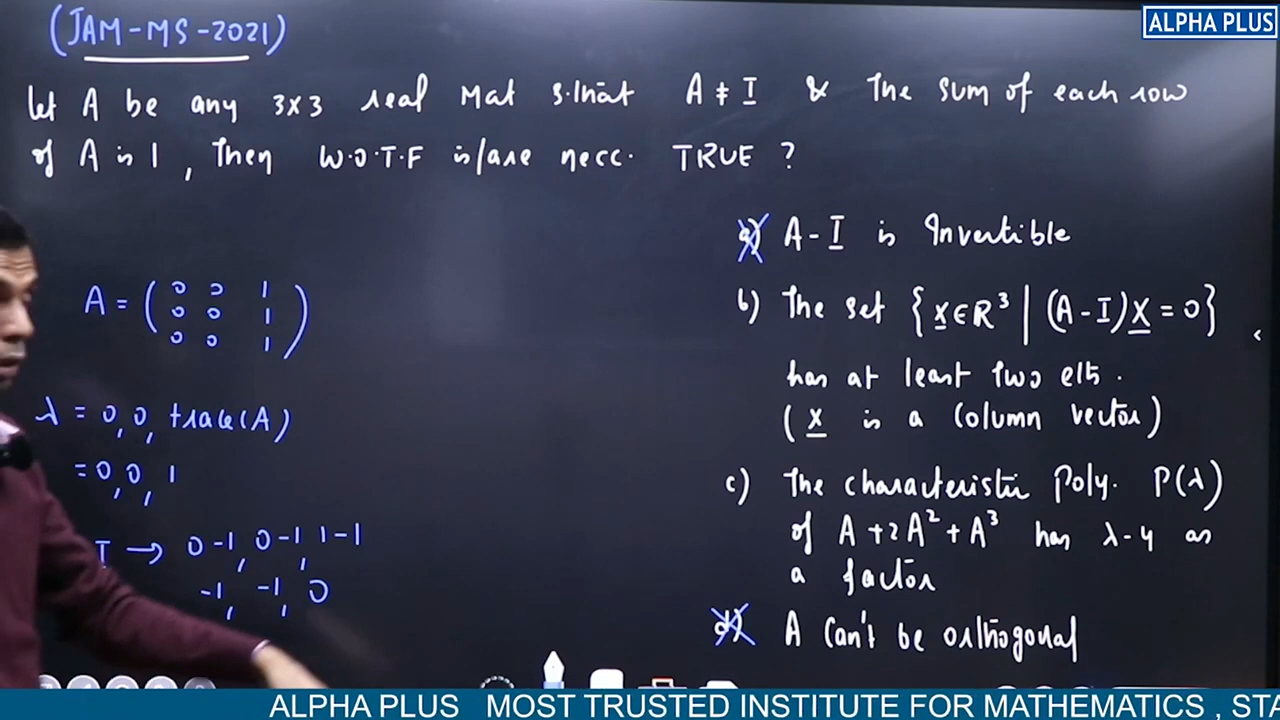 (JAM-MS-2021)
ALPHA PLUS
Let A be any 3x3 real Mat s.that A ≠ I & The sum of each row
of A is 1, Then W.O.T.F is/are necc. TRUE ?
a) A - I is Invertible
b) The set {X ∈ R³ | (A - I)X = 0}
has at least two elts.
(X is a column vector)
c) The characteristic Poly. P(λ)
of A + 2A² + A³ has λ-4 as
a factor
d) A can't be orthogonal
A = ( 0 0 1
0 0 1
0 0 1 )
λ = 0, 0, trace(A)
= 0, 0, 1
I → 0-1, 0-1, 1-1
-1, -1, 0
ALPHA PLUS MOST TRUSTED INSTITUTE FOR MATHEMATICS , STA